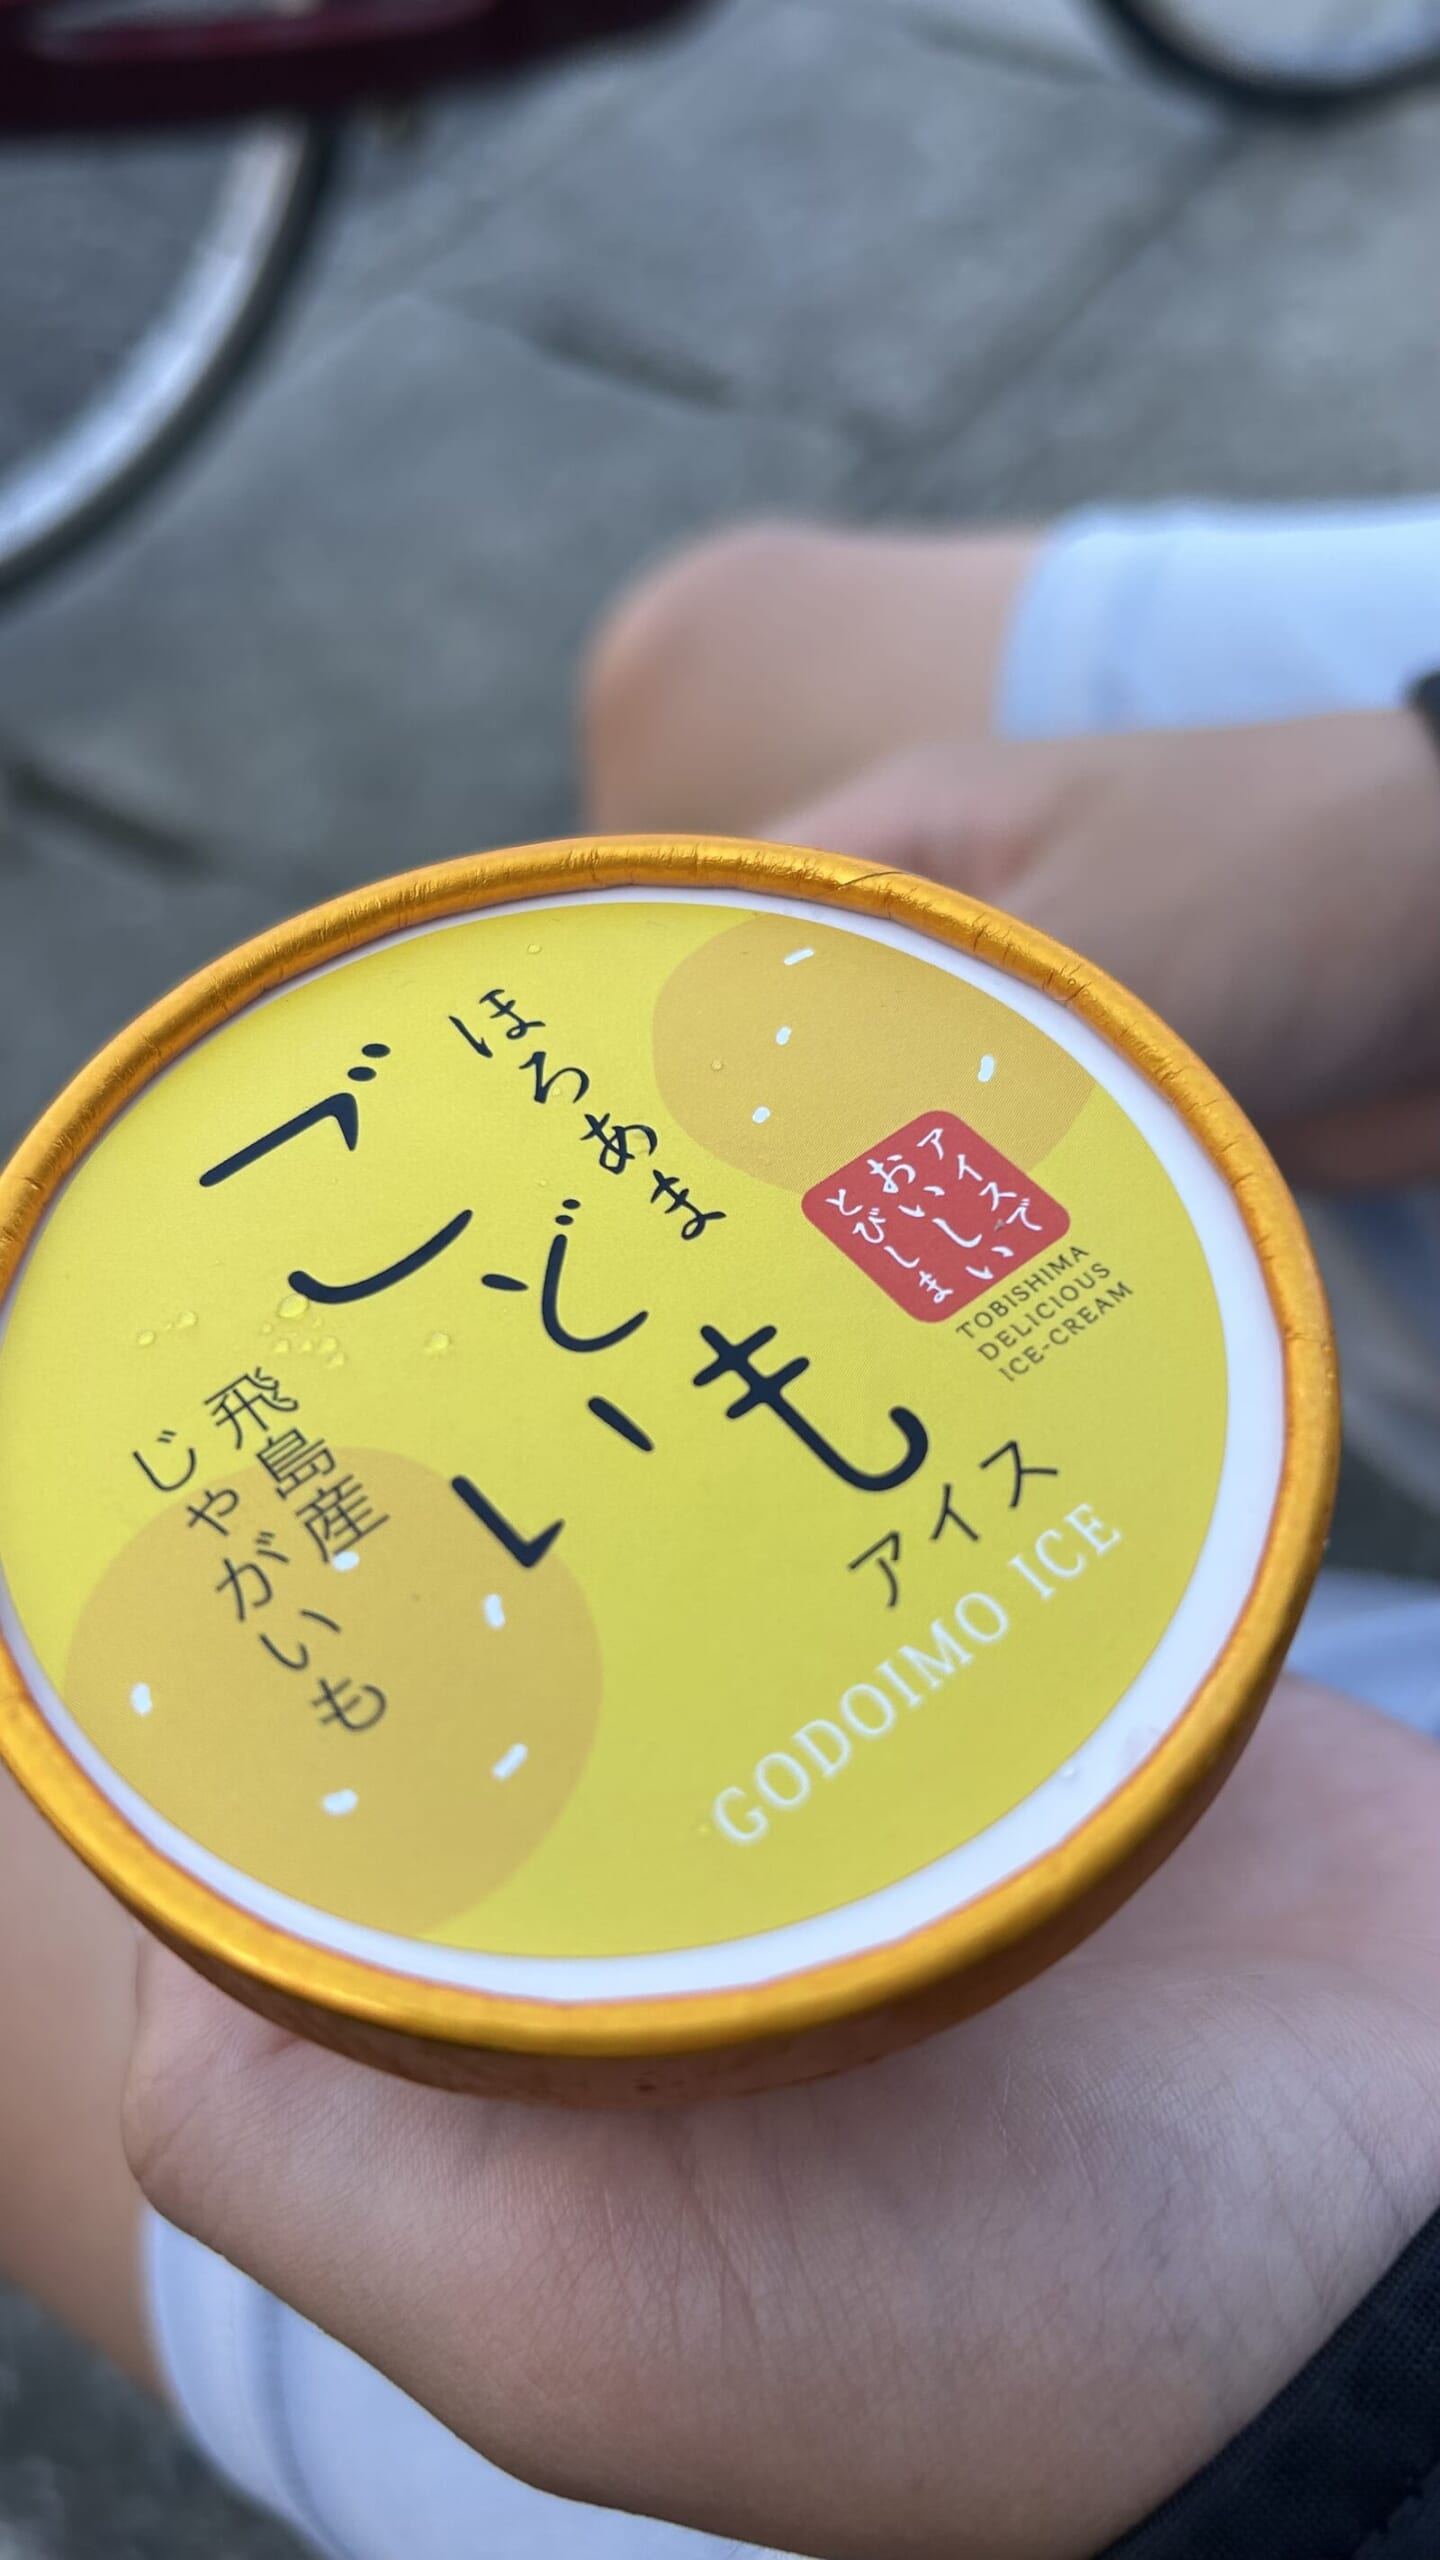 ほろあま
ごどいも
アイス
GODOIMO ICE
飛島産
じゃがいも
アイスで
おいしい
とびしま
TOBISHIMA
DELICIOUS
ICE-CREAM